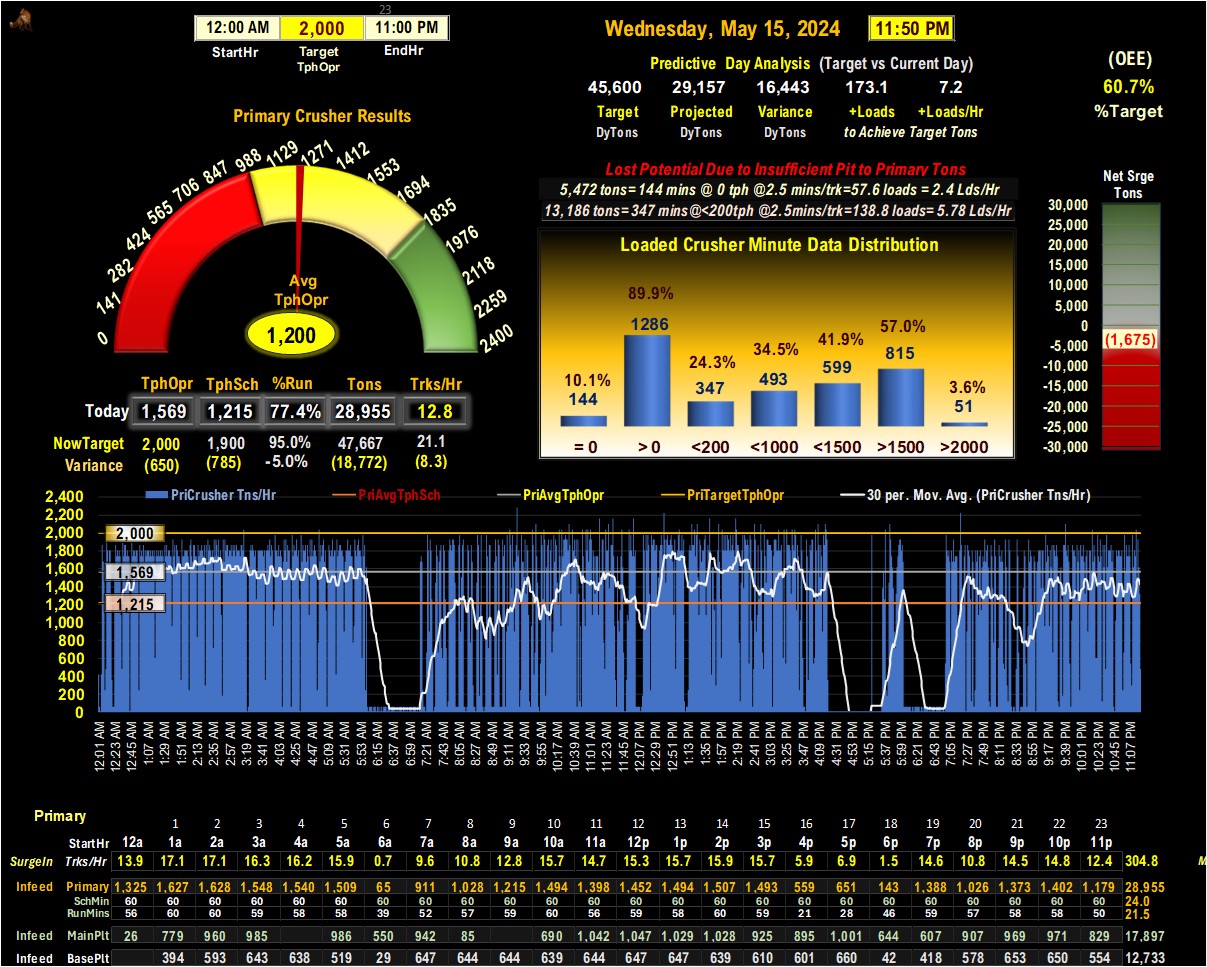 23
12:00 AM 2,000 11:00 PM
StartHr Target TphOpr EndHr
Wednesday, May 15, 2024 11:50 PM
Predictive Day Analysis (Target vs Current Day)
45,600 29,157 16,443 173.1 7.2
Target Projected Variance +Loads +Loads/Hr
DyTons DyTons DyTons to Achieve Target Tons
(OEE)
60.7%
%Target
Primary Crusher Results
0 141 282 424 565 706 847 988 1129 1271 1412 1553 1694 1835 1976 2118 2259 2400
Avg
TphOpr
1,200
Lost Potential Due to Insufficient Pit to Primary Tons
5,472 tons=144 mins @ 0 tph @2.5 mins/trk=57.6 loads = 2.4 Lds/Hr
13,186 tons=347 mins@<200tph @2.5mins/trk=138.8 loads= 5.78 Lds/Hr
Loaded Crusher Minute Data Distribution
10.1% 89.9% 24.3% 34.5% 41.9% 57.0% 3.6%
144 1286 347 493 599 815 51
= 0 > 0 <200 <1000 <1500 >1500 >2000
Net Srge
Tons
30,000
25,000
20,000
15,000
10,000
5,000
0
(1,675)
-5,000
-10,000
-15,000
-20,000
-25,000
-30,000
TphOpr TphSch %Run Tons Trks/Hr
Today 1,569 1,215 77.4% 28,955 12.8
NowTarget 2,000 1,900 95.0% 47,667 21.1
Variance (650) (785) -5.0% (18,772) (8.3)
PriCrusher Tns/Hr PriAvgTphSch PriAvgTphOpr PriTargetTphOpr 30 per. Mov. Avg. (PriCrusher Tns/Hr)
2,400
2,200
2,000
1,800
1,600
1,400
1,200
1,000
800
600
400
200
0
2,000
1,569
1,215
12:01 AM 12:23 AM 12:45 AM 1:07 AM 1:29 AM 1:51 AM 2:13 AM 2:35 AM 2:57 AM 3:19 AM 3:41 AM 4:03 AM 4:25 AM 4:47 AM 5:09 AM 5:31 AM 5:53 AM 6:15 AM 6:37 AM 6:59 AM 7:21 AM 7:43 AM 8:05 AM 8:27 AM 8:49 AM 9:11 AM 9:33 AM 9:55 AM 10:17 AM 10:39 AM 11:01 AM 11:23 AM 11:45 AM 12:07 PM 12:29 PM 12:51 PM 1:13 PM 1:35 PM 1:57 PM 2:19 PM 2:41 PM 3:03 PM 3:25 PM 3:47 PM 4:09 PM 4:31 PM 4:53 PM 5:15 PM 5:37 PM 5:59 PM 6:21 PM 6:43 PM 7:05 PM 7:27 PM 7:49 PM 8:11 PM 8:33 PM 8:55 PM 9:17 PM 9:39 PM 10:01 PM 10:23 PM 10:45 PM 11:07 PM
Primary
1 2 3 4 5 6 7 8 9 10 11 12 13 14 15 16 17 18 19 20 21 22 23
StartHr 12a 1a 2a 3a 4a 5a 6a 7a 8a 9a 10a 11a 12p 1p 2p 3p 4p 5p 6p 7p 8p 9p 10p 11p
SurgeIn Trks/Hr 13.9 17.1 17.1 16.3 16.2 15.9 0.7 9.6 10.8 12.8 15.7 14.7 15.3 15.7 15.9 15.7 5.9 6.9 1.5 14.6 10.8 14.5 14.8 12.4 304.8
Infeed Primary 1,325 1,627 1,628 1,548 1,540 1,509 65 911 1,028 1,215 1,494 1,398 1,452 1,494 1,507 1,493 559 651 143 1,388 1,026 1,373 1,402 1,179 28,955
SchMin 60 60 60 60 60 60 60 60 60 60 60 60 60 60 60 60 60 60 60 60 60 60 60 60 24.0
RunMins 56 60 60 59 58 58 39 52 57 59 60 56 59 58 60 59 21 28 46 59 57 58 58 50 21.5
Infeed MainPlt 26 779 960 985 986 550 942 85 690 1,042 1,047 1,029 1,028 925 895 1,001 644 607 907 969 971 829 17,897
Infeed BasePlt 394 593 643 638 519 29 647 644 644 639 644 647 647 639 610 601 660 42 418 578 653 650 554 12,733